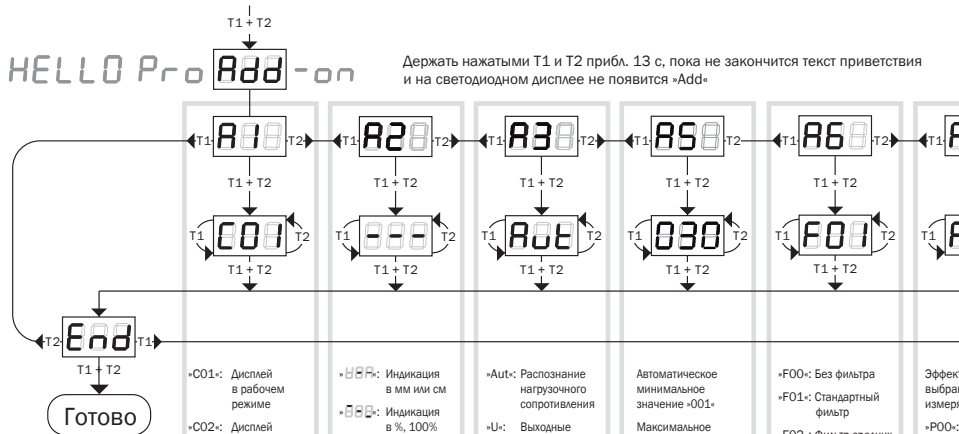 T1 + T2
HELLO Pro Add -on
Держать нажатыми T1 и T2 прибл. 13 с, пока не закончится текст приветствия
и на светодиодном дисплее не появится »Add«
T1 A1 T2 T1 A2 T2 T1 A3 T2 T1 A5 T2 T1 A6 T2 T1
T1 + T2 T1 + T2 T1 + T2 T1 + T2 T1 + T2
T1 C01 T2 T1 --- T2 T1 Aut T2 T1 030 T2 T1 F01 T2 T1
T1 + T2 T1 + T2 T1 + T2 T1 + T2 T1 + T2
T2 End T1
T1 + T2
Готово
»C01«: Дисплей
в рабочем
режиме
»C02«: Дисплей
Индикация
в мм или см
Индикация
в %, 100%
»Aut«: Распознание
нагрузочного
сопротивления
»U«: Выходные
Автоматическое
минимальное
значение »001«
Максимальное
»F00«: Без фильтра
»F01«: Стандартный
фильтр
Эффек
выбра
измеря
»P00«: